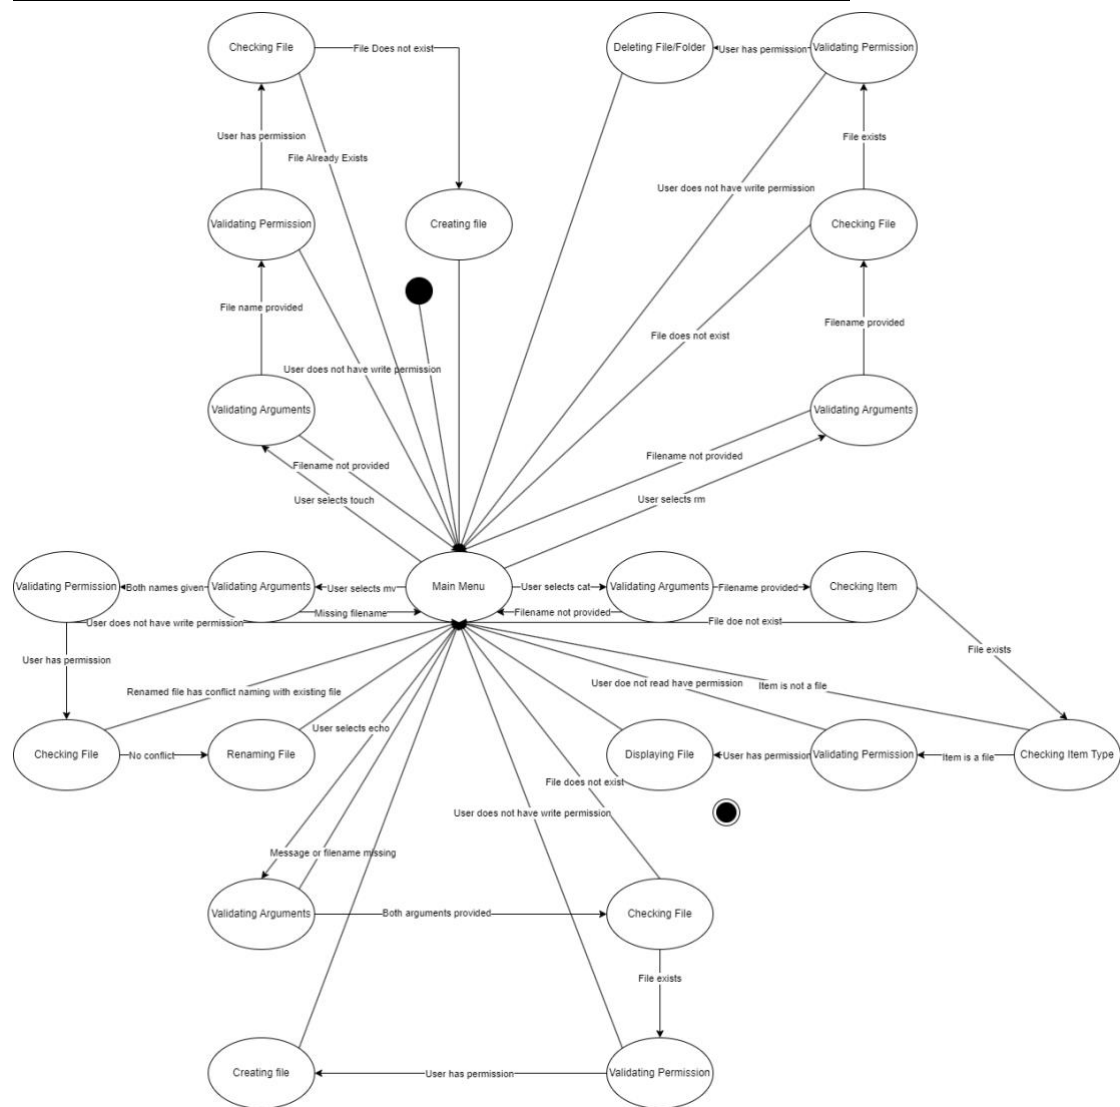 Checking File
File Does not exist
Deleting File/Folder
User has permission
Validating Permission
User has permission
File exists
File Already Exists
User does not have write permission
Validating Permission
Creating file
Checking File
File name provided
Filename provided
File does not exist
User does not have write permission
Validating Arguments
Validating Arguments
Filename not provided
Filename not provided
User selects touch
User selects rm
Validating Permission
Both names given
Validating Arguments
User selects mv
Main Menu
User selects cat
Validating Arguments
Filename provided
Checking Item
Missing filename
Filename not provided
User does not have write permission
File doe not exist
File exists
User has permission
Renamed file has conflict naming with existing file
User doe not read have permission
Item is not a file
User selects echo
Checking File
No conflict
Renaming File
Displaying File
User has permission
Validating Permission
Item is a file
Checking Item Type
File does not exist
User does not have write permission
Message or filename missing
Validating Arguments
Both arguments provided
Checking File
File exists
Creating file
User has permission
Validating Permission